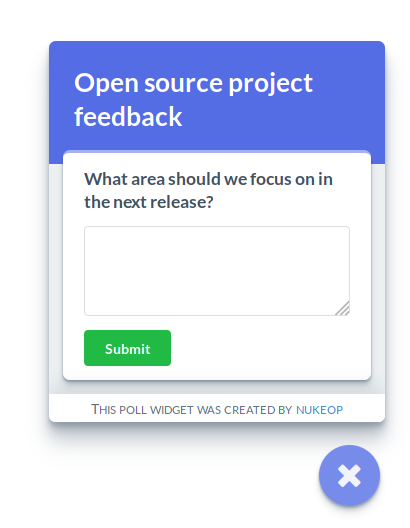 Open source project
feedback
What area should we focus on in
the next release?
Submit
This poll widget was created by nukeop